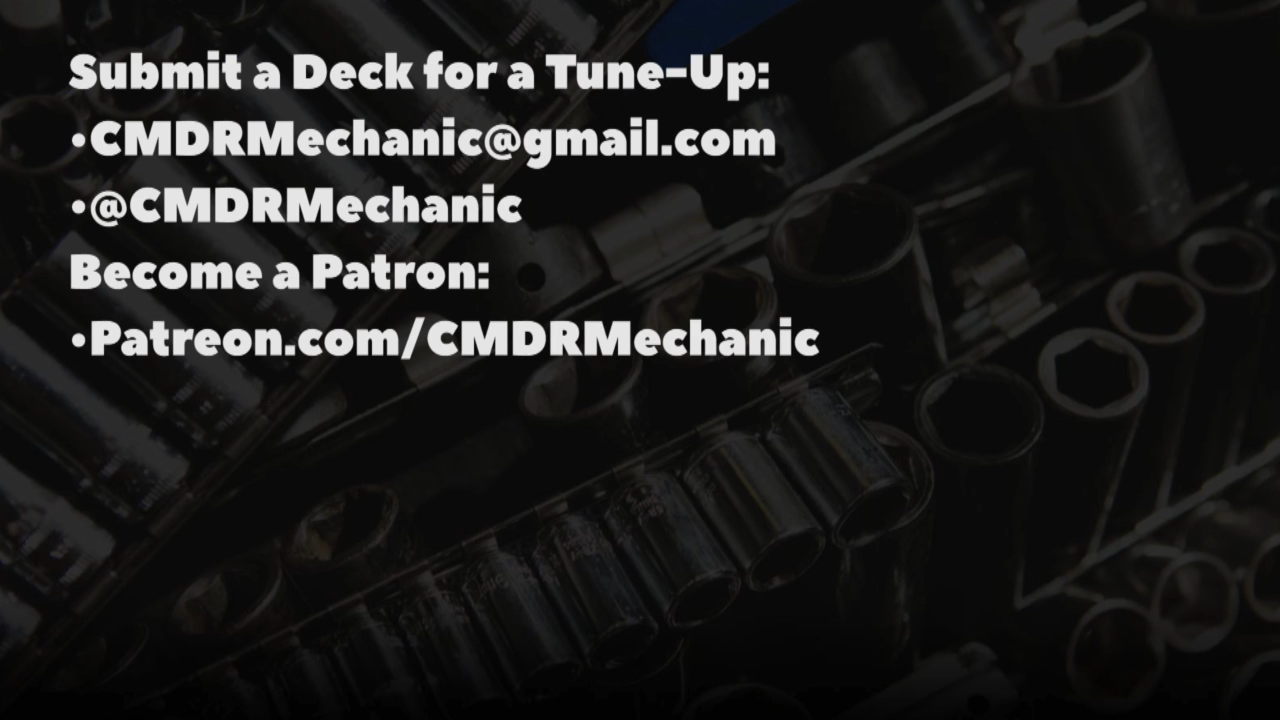 Submit a Deck for a Tune-Up:
•CMDRMechanic@gmail.com
•@CMDRMechanic
Become a Patron:
•Patreon.com/CMDRMechanic